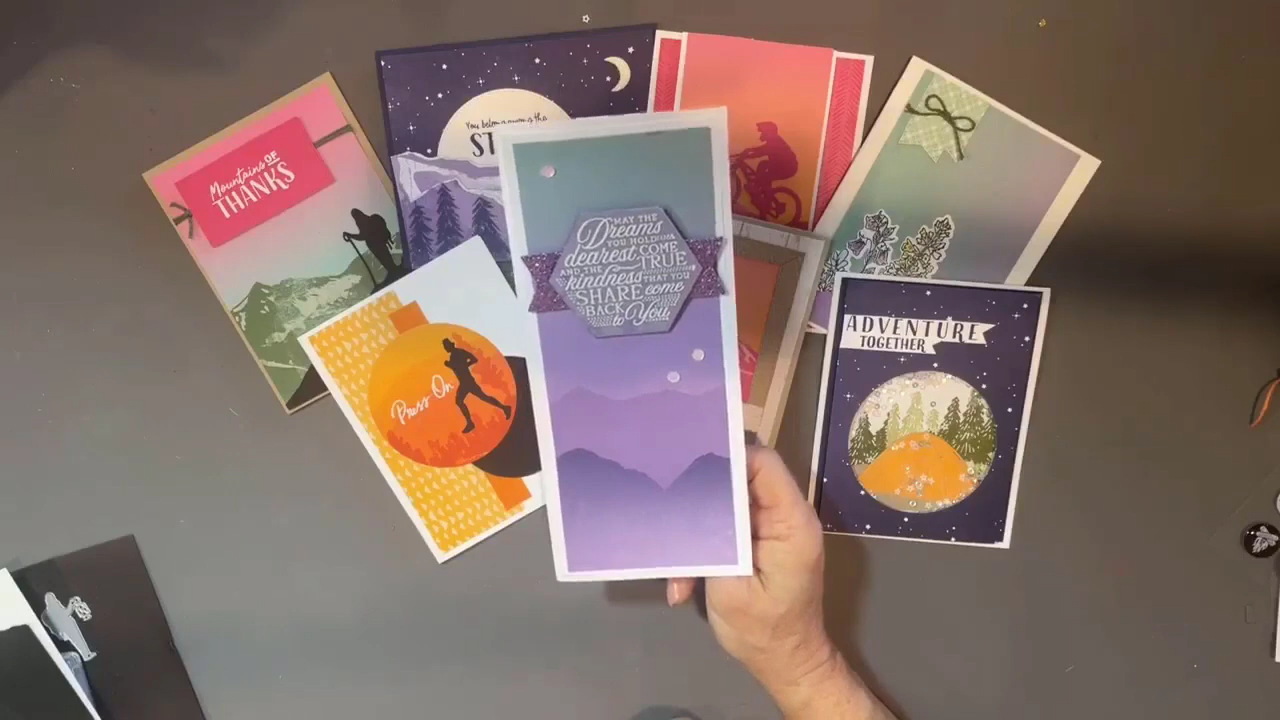 Mountains OF
THANKS
You belong among the
ST
MAY THE
Dreams
YOU HOLD
dearest COME
AND THE TRUE
kindness THAT YOU
SHARE come
BACK
to You
Press On
ADVENTURE
TOGETHER